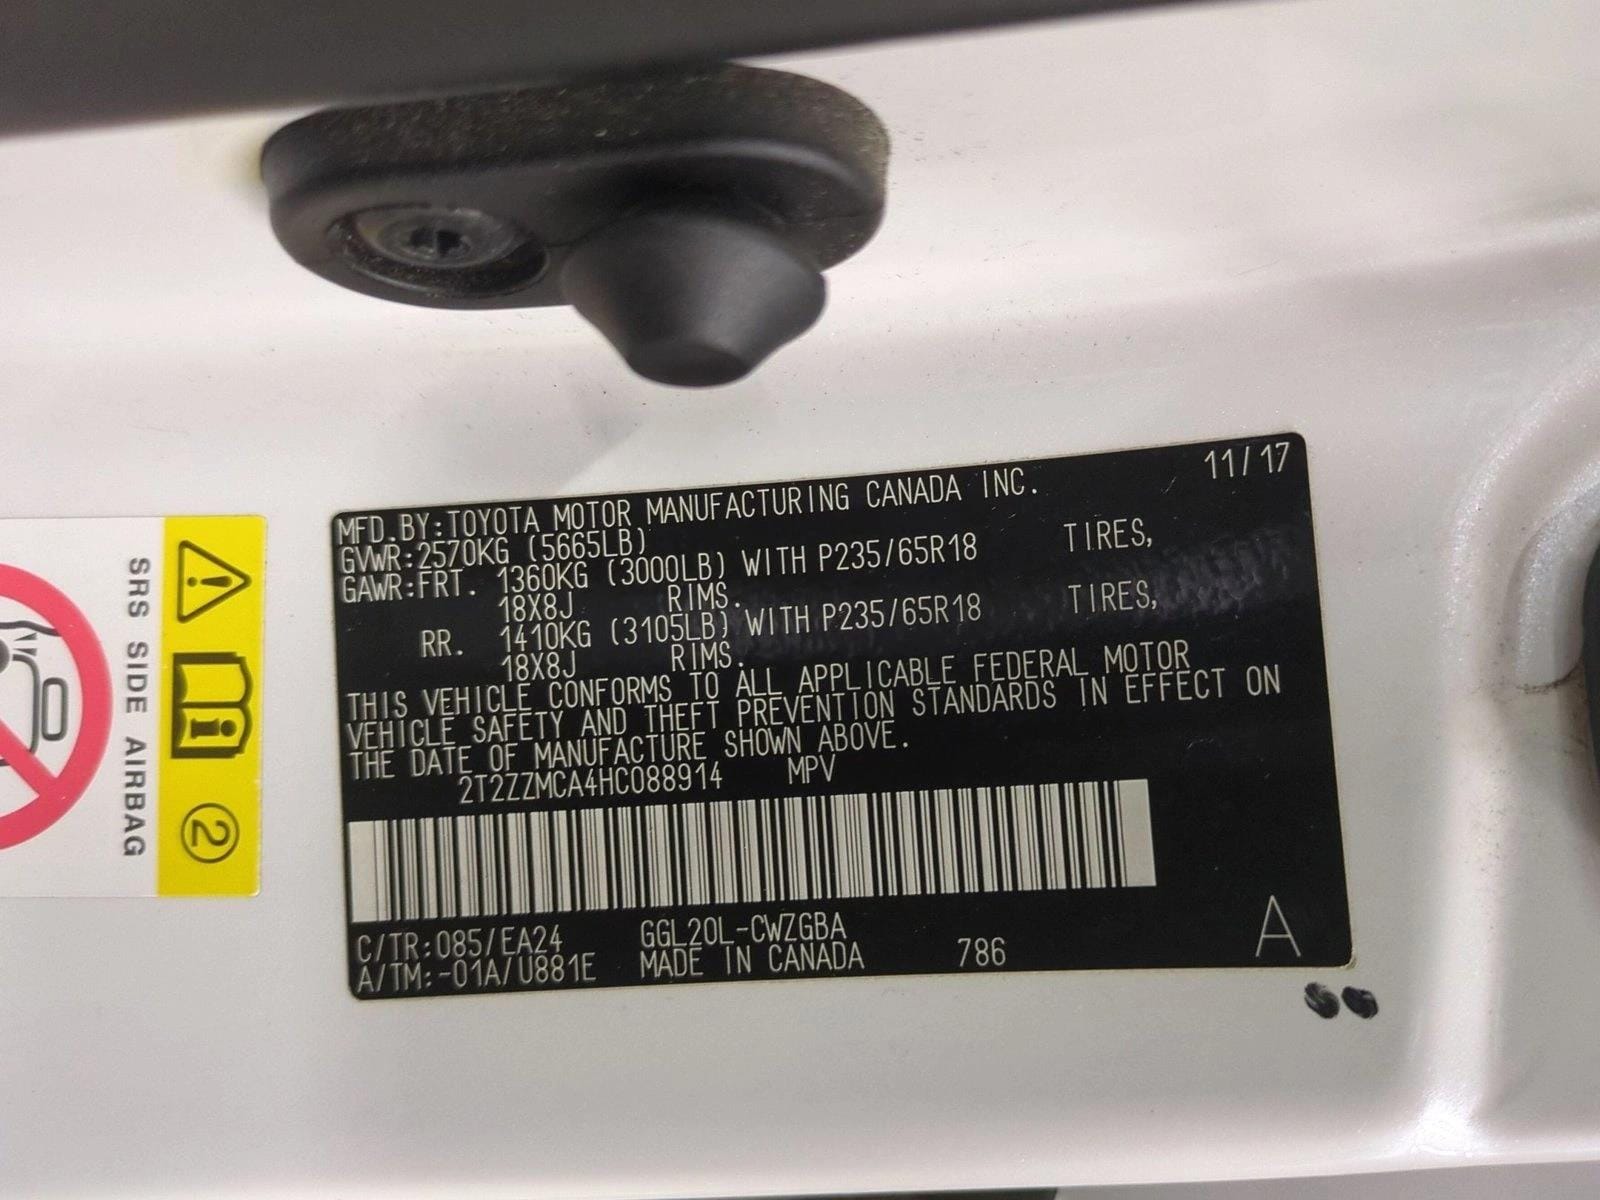 11/17
MFD.BY:TOYOTA MOTOR MANUFACTURING CANADA INC.
GVWR:2570KG (5665LB)
GAWR:FRT. 1360KG (3000LB) WITH P235/65R18 TIRES,
18X8J RIMS.
RR. 1410KG (3105LB) WITH P235/65R18 TIRES,
18X8J RIMS.
THIS VEHICLE CONFORMS TO ALL APPLICABLE FEDERAL MOTOR
VEHICLE SAFETY AND THEFT PREVENTION STANDARDS IN EFFECT ON
THE DATE OF MANUFACTURE SHOWN ABOVE.
2T2ZZMCA4HC088914 MPV
C/TR:085/EA24 GGL20L-CWZGBA
A/TM:-01A/U881E MADE IN CANADA 786 A
SRS SIDE AIRBAG
2